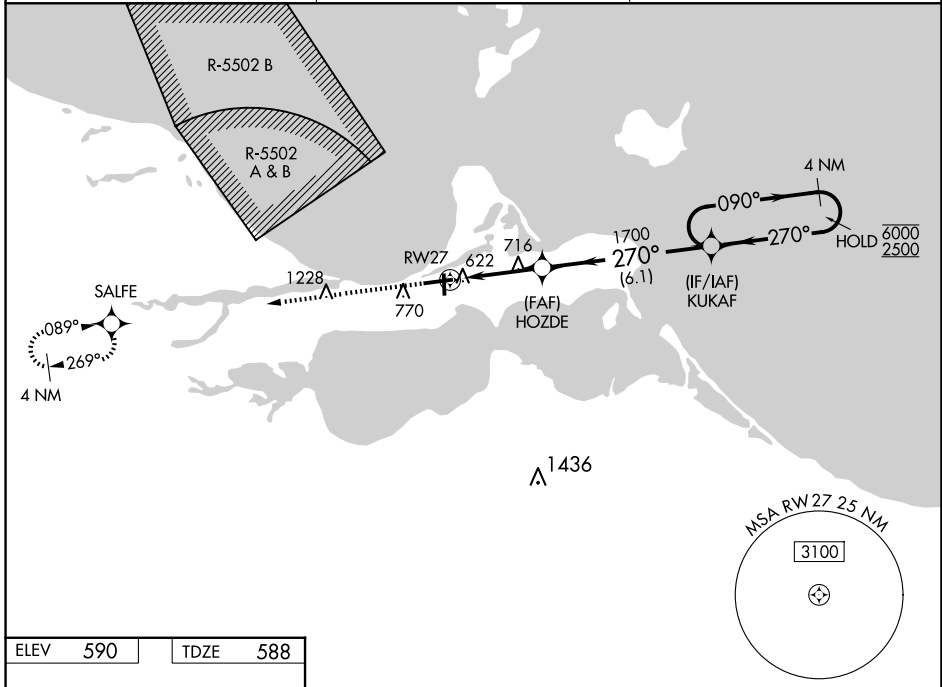 R-5502 B
R-5502
A & B
4 NM
090°
HOLD
6000
2500
270°
1700
270°
(6.1)
(IF/IAF)
KUKAF
716
RW27
622
(FAF)
HOZDE
1228
770
SALFE
089°
269°
4 NM
1436
MSA RW27 25 NM
3100
ELEV 590
TDZE 588